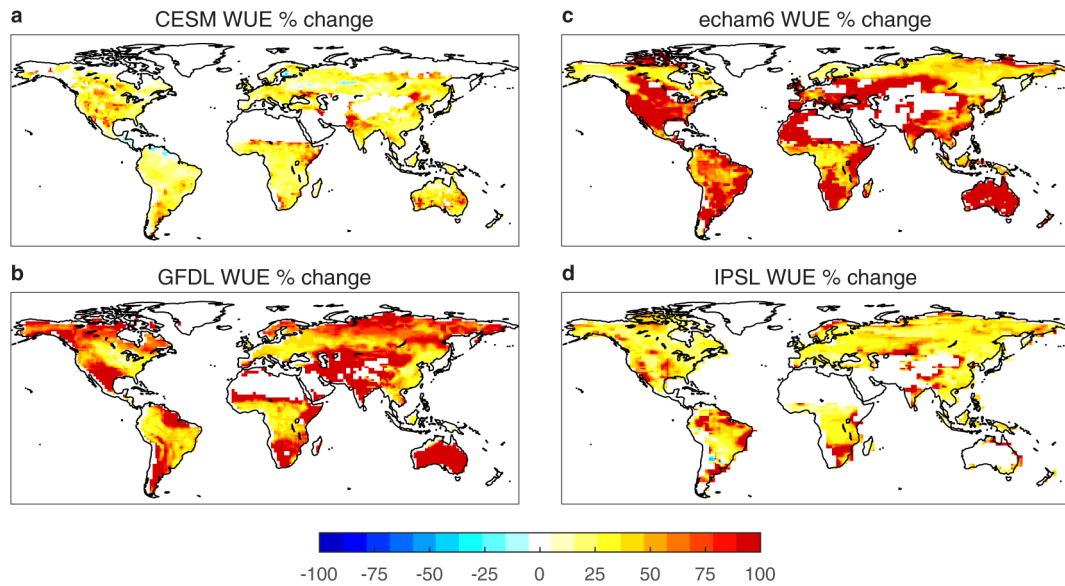 a CESM WUE % change
c echam6 WUE % change
b GFDL WUE % change
d IPSL WUE % change
-100 -75 -50 -25 0 25 50 75 100